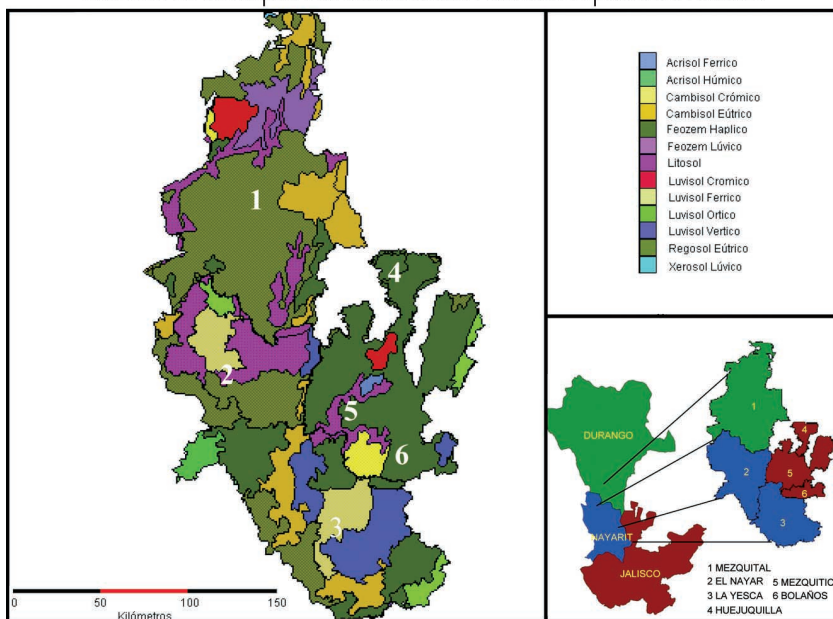 1
2
3
4
5
6
0 50 100 150
Kilómetros
Acrisol Ferrico
Acrisol Húmico
Cambisol Crómico
Cambisol Eútrico
Feozem Haplico
Feozem Lúvico
Litosol
Luvisol Cromico
Luvisol Ferrico
Luvisol Ortico
Luvisol Vertico
Regosol Eútrico
Xerosol Lúvico
DURANGO
NAYARIT
JALISCO
1
2
3
4
5
6
1 MEZQUITAL
2 EL NAYAR 5 MEZQUITIC
3 LA YESCA 6 BOLAÑOS
4 HUEJUQUILLA